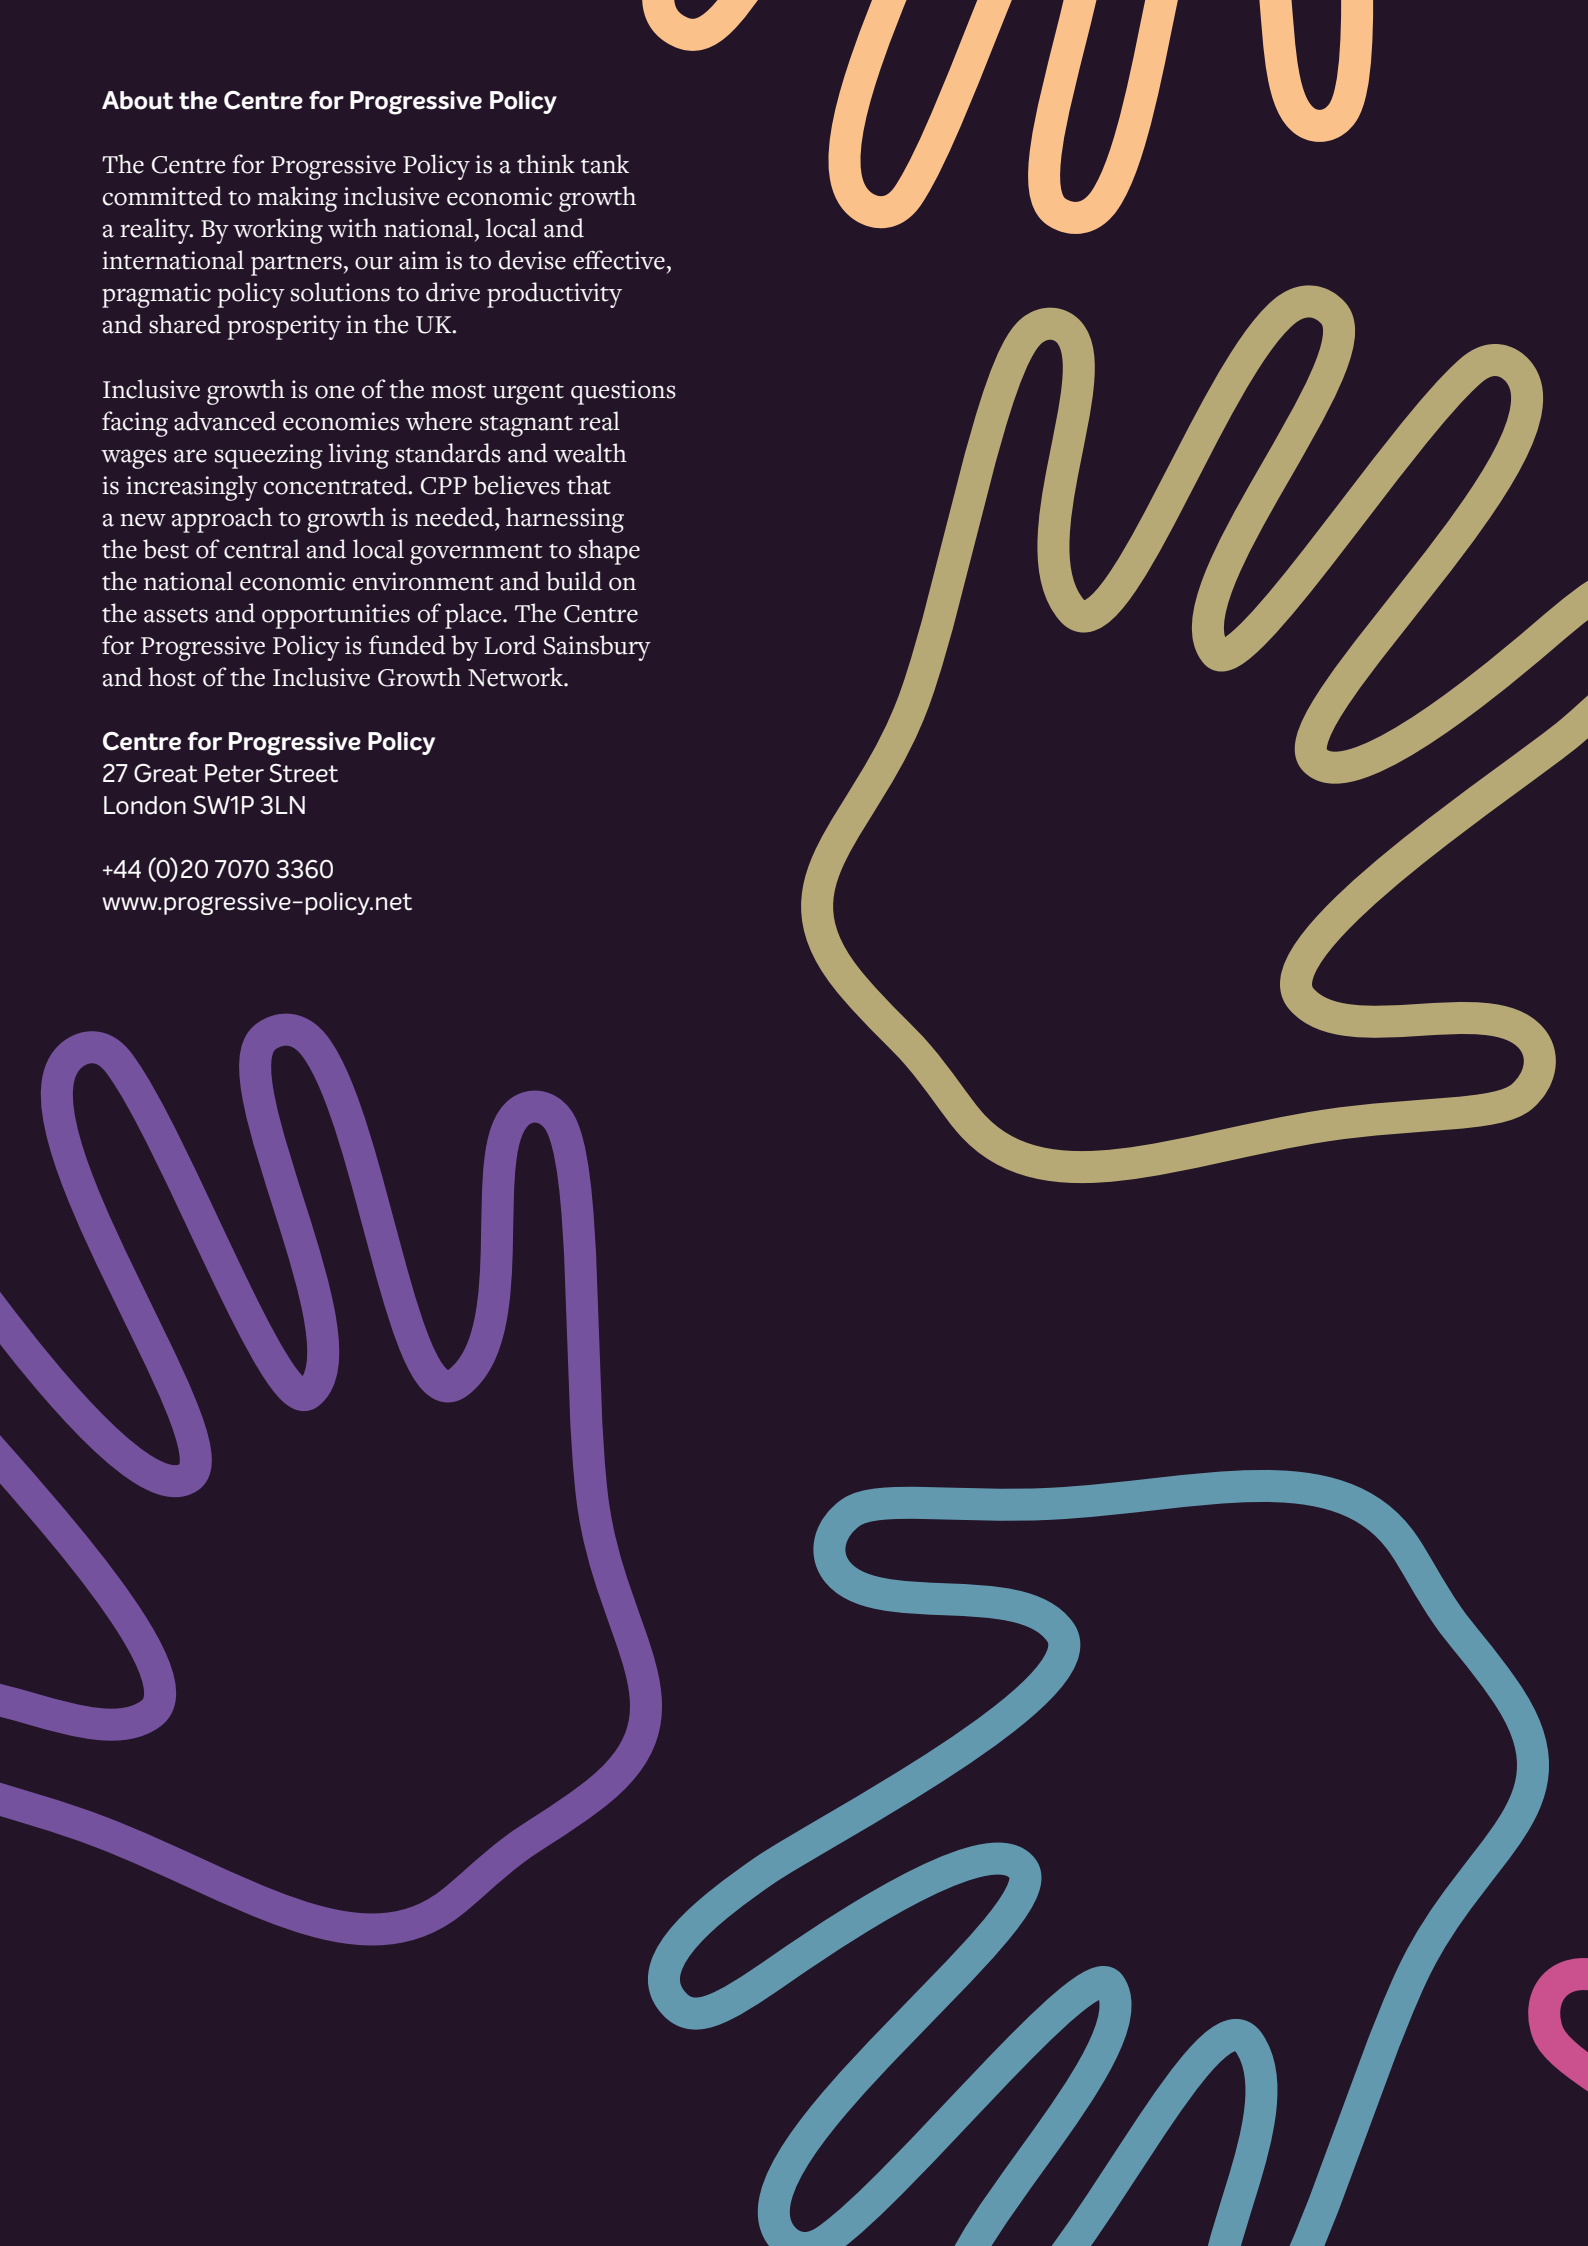 About the Centre for Progressive Policy
The Centre for Progressive Policy is a think tank
committed to making inclusive economic growth
a reality. By working with national, local and
international partners, our aim is to devise effective,
pragmatic policy solutions to drive productivity
and shared prosperity in the UK.
Inclusive growth is one of the most urgent questions
facing advanced economies where stagnant real
wages are squeezing living standards and wealth
is increasingly concentrated. CPP believes that
a new approach to growth is needed, harnessing
the best of central and local government to shape
the national economic environment and build on
the assets and opportunities of place. The Centre
for Progressive Policy is funded by Lord Sainsbury
and host of the Inclusive Growth Network.
Centre for Progressive Policy
27 Great Peter Street
London SW1P 3LN
+44 (0)20 7070 3360
www.progressive-policy.net